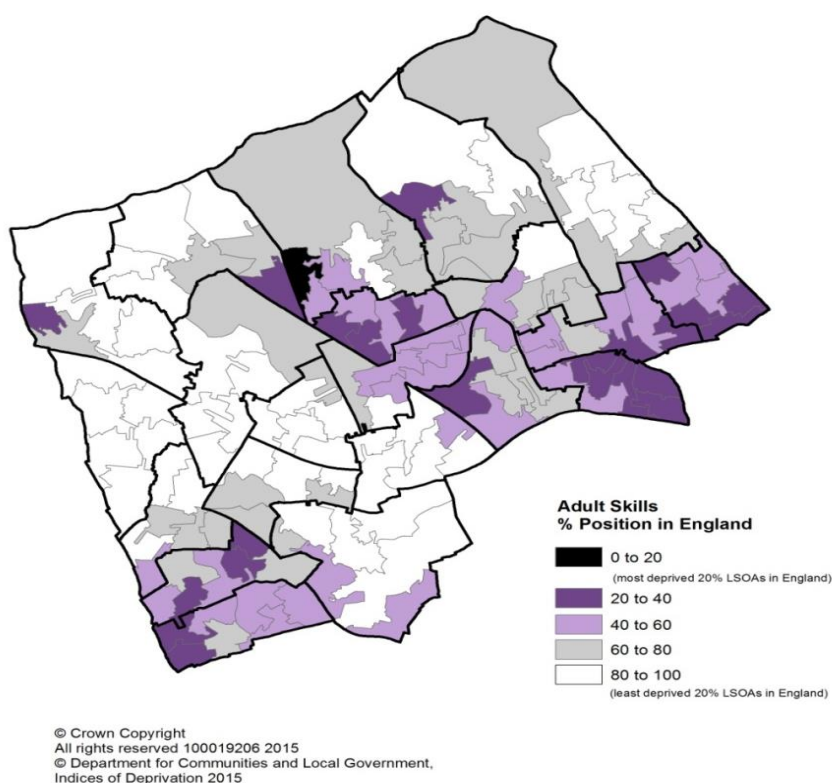 Adult Skills
% Position in England
0 to 20
(most deprived 20% LSOAs in England)
20 to 40
40 to 60
60 to 80
80 to 100
(least deprived 20% LSOAs in England)
© Crown Copyright
All rights reserved 100019206 2015
© Department for Communities and Local Government,
Indices of Deprivation 2015